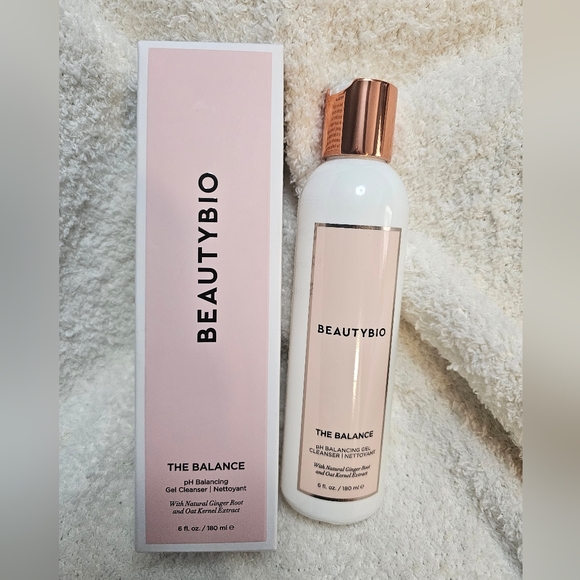 BEAUTYBIO
THE BALANCE
pH Balancing
Gel Cleanser | Nettoyant
With Natural Ginger Root
and Oat Kernel Extract
6 fl. oz. / 180 ml ℮
BEAUTYBIO
THE BALANCE
pH BALANCING GEL
CLEANSER | NETTOYANT
With Natural Ginger Root
and Oat Kernel Extract
6 fl. oz. / 180 ml ℮